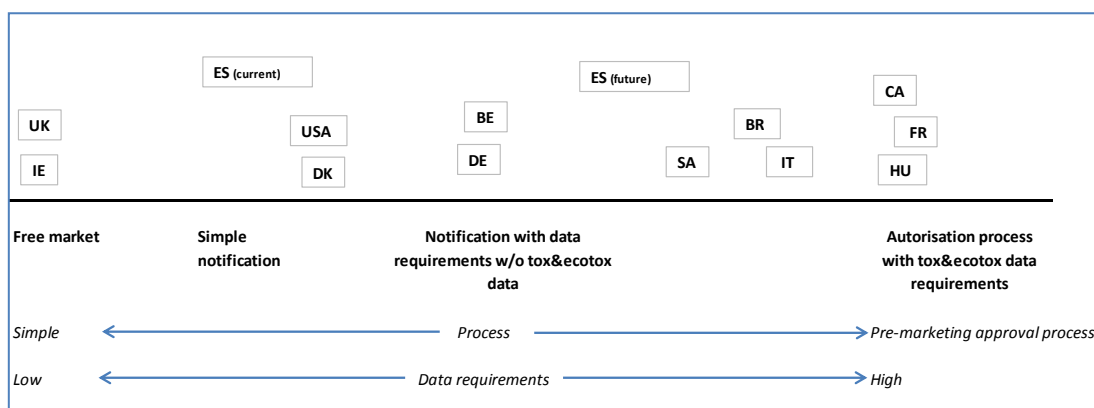 ES (current)
ES (future)
CA
UK
USA
BE
BR
FR
IE
DK
DE
SA
IT
HU
Free market
Simple
notification
Notification with data
requirements w/o tox&ecotox
data
Autorisation process
with tox&ecotox data
requirements
Simple
Process
Pre-marketing approval process
Low
Data requirements
High